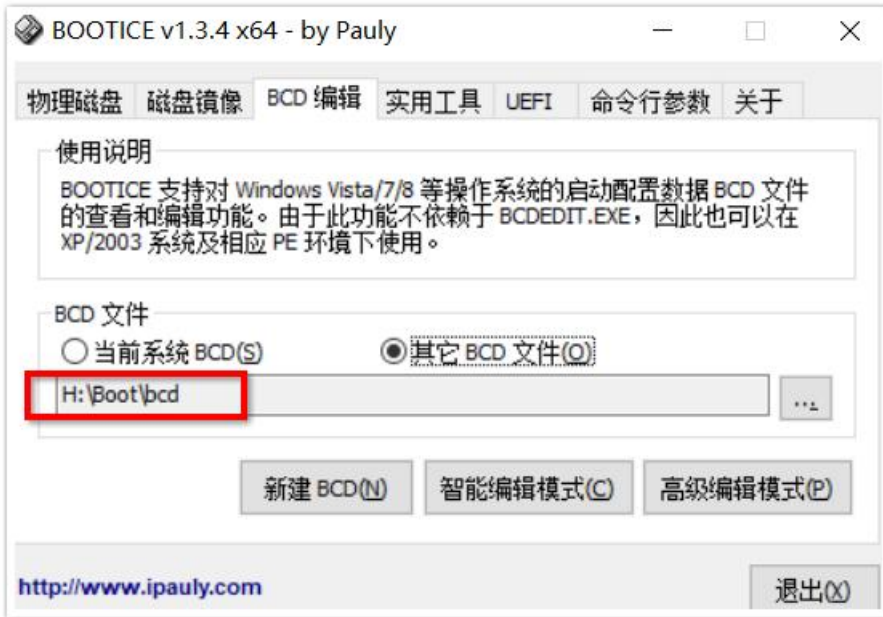 BOOTICE v1.3.4 x64 - by Pauly
物理磁盘 磁盘镜像 BCD 编辑 实用工具 UEFI 命令行参数 关于
使用说明
BOOTICE 支持对 Windows Vista/7/8 等操作系统的启动配置数据 BCD 文件
的查看和编辑功能。由于此功能不依赖于 BCDEDIT.EXE，因此也可以在
XP/2003 系统及相应 PE 环境下使用。
BCD 文件
当前系统 BCD(S) 其它 BCD 文件(O)
H:\Boot\bcd ...
新建 BCD(N) 智能编辑模式(C) 高级编辑模式(P)
http://www.ipauly.com 退出(X)